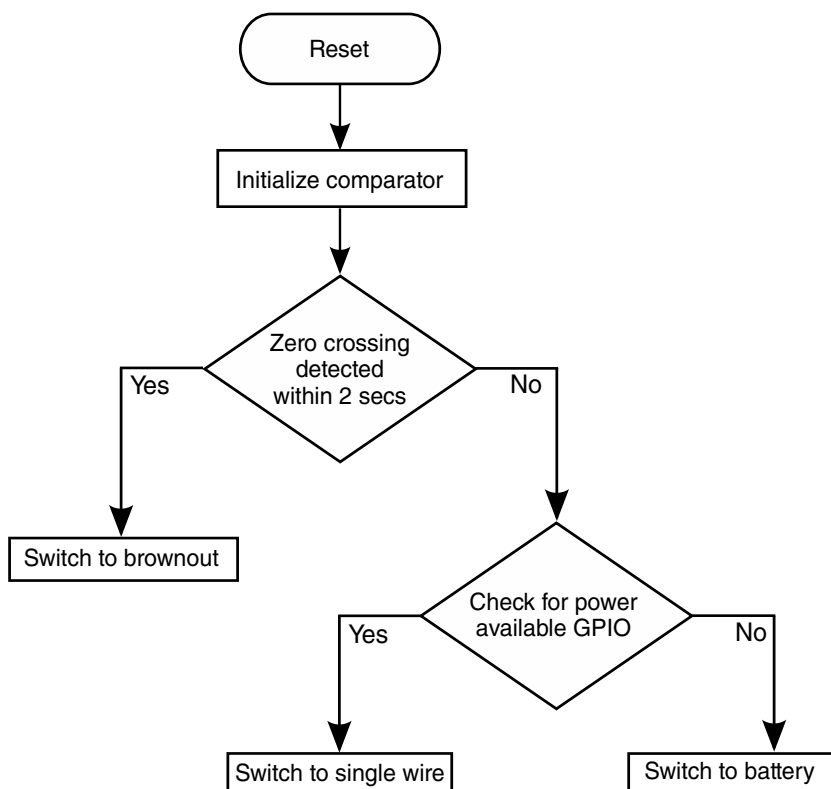 Reset
Initialize comparator
Zero crossing
detected
within 2 secs
Yes
No
Switch to brownout
Check for power
available GPIO
Yes
No
Switch to single wire
Switch to battery